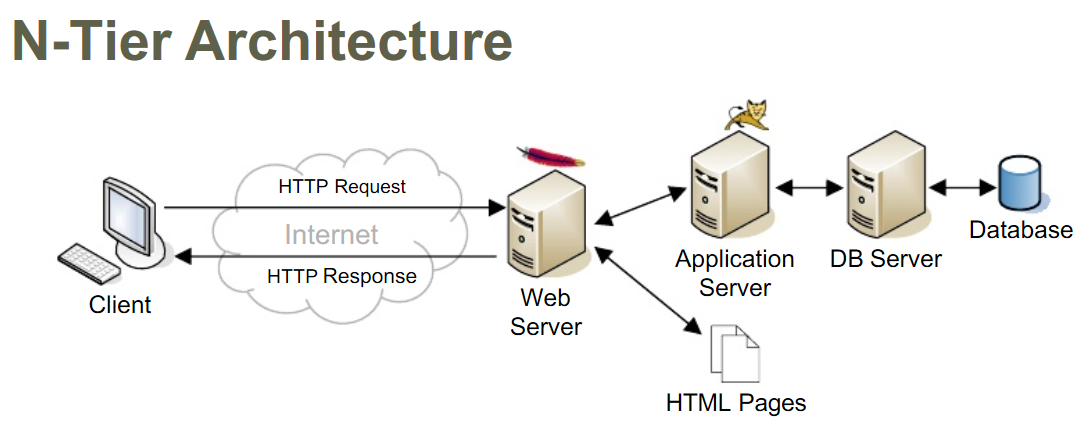 N-Tier Architecture
HTTP Request
Internet
HTTP Response
Client
Web
Server
Application
Server
DB Server
Database
HTML Pages